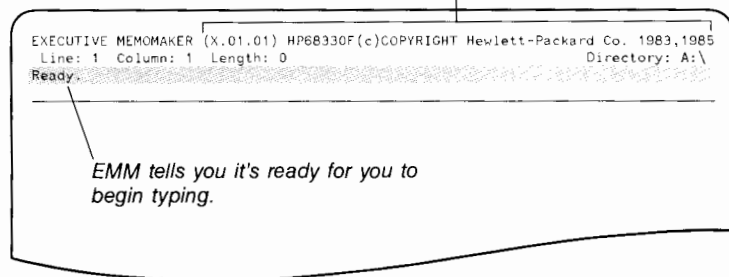 EXECUTIVE MEMOMAKER (X.01.01) HP68330F(c)COPYRIGHT Hewlett-Packard Co. 1983,1985
Line: 1 Column: 1 Length: 0 Directory: A:\
Ready.
EMM tells you it's ready for you to
begin typing.